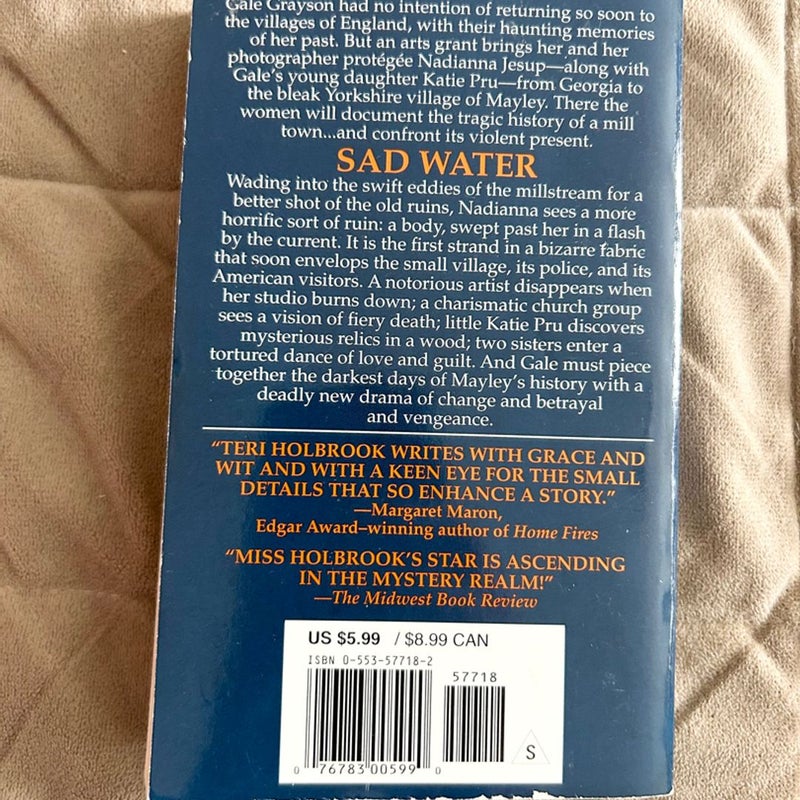 Gale Grayson had no intention of returning so soon to
the villages of England, with their haunting memories
of her past. But an arts grant brings her and her
photographer protégée Nadianna Jesup—along with
Gale's young daughter Katie Pru—from Georgia to
the bleak Yorkshire village of Mayley. There the
women will document the tragic history of a mill
town...and confront its violent present.
SAD WATER
Wading into the swift eddies of the millstream for a
better shot of the old ruins, Nadianna sees a more
horrific sort of ruin: a body, swept past her in a flash
by the current. It is the first strand in a bizarre fabric
that soon envelops the small village, its police, and its
American visitors. A notorious artist disappears when
her studio burns down; a charismatic church group
sees a vision of fiery death; little Katie Pru discovers
mysterious relics in a wood; two sisters enter a
tortured dance of love and guilt. And Gale must piece
together the darkest days of Mayley's history with a
deadly new drama of change and betrayal
and vengeance.
"TERI HOLBROOK WRITES WITH GRACE AND
WIT AND WITH A KEEN EYE FOR THE SMALL
DETAILS THAT SO ENHANCE A STORY."
—Margaret Maron,
Edgar Award–winning author of Home Fires
"MISS HOLBROOK'S STAR IS ASCENDING
IN THE MYSTERY REALM!"
—The Midwest Book Review
US $5.99 / $8.99 CAN
ISBN 0-553-57718-2
57718
S
0 76783 00599 0